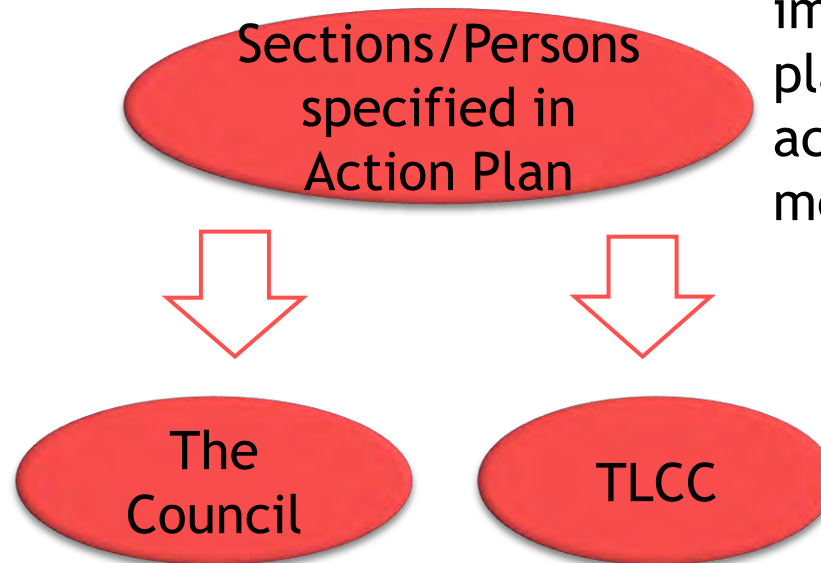 Sections/Persons
specified in
Action Plan
The
Council
TLCC